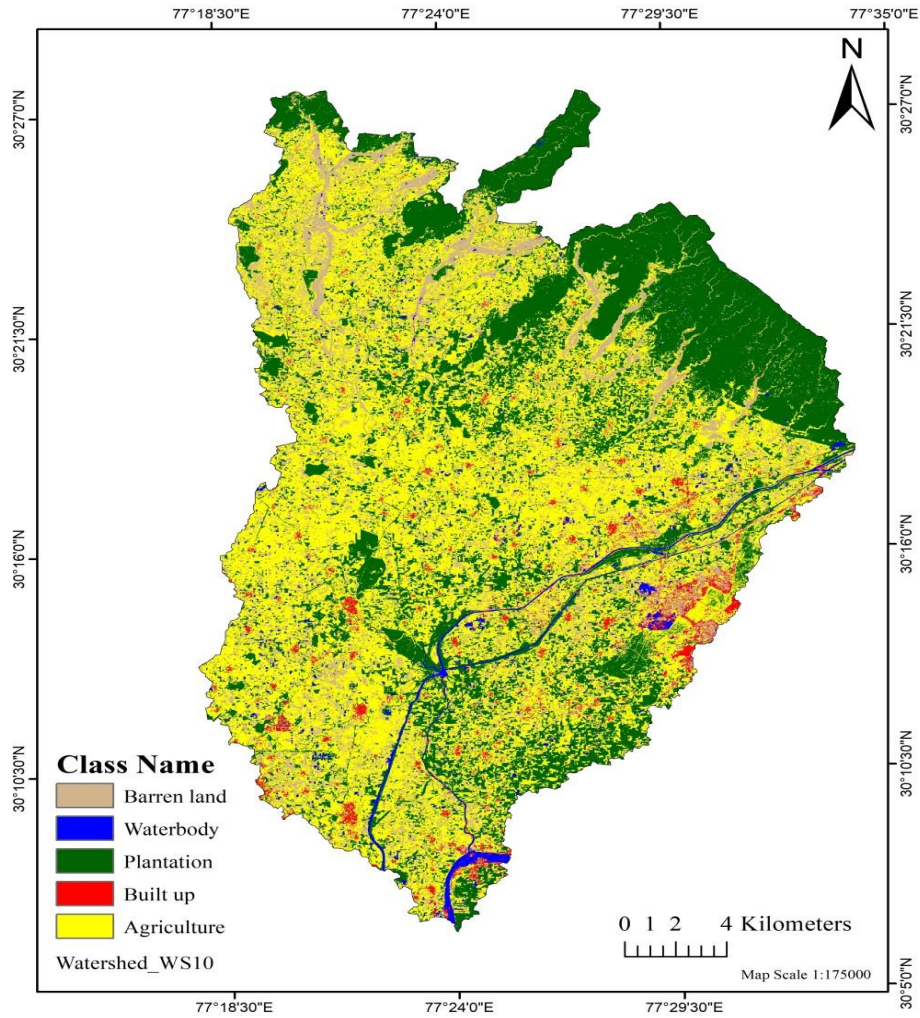 77°18'30"E 77°24'0"E 77°29'30"E 77°35'0"E
N
30°27'0"N 30°27'0"N
30°21'30"N 30°21'30"N
30°16'0"N 30°16'0"N
30°10'30"N 30°10'30"N
30°5'0"N
Class Name
Barren land
Waterbody
Plantation
Built up
Agriculture
Watershed_WS10
0 1 2 4 Kilometers
Map Scale 1:175000
77°18'30"E 77°24'0"E 77°29'30"E